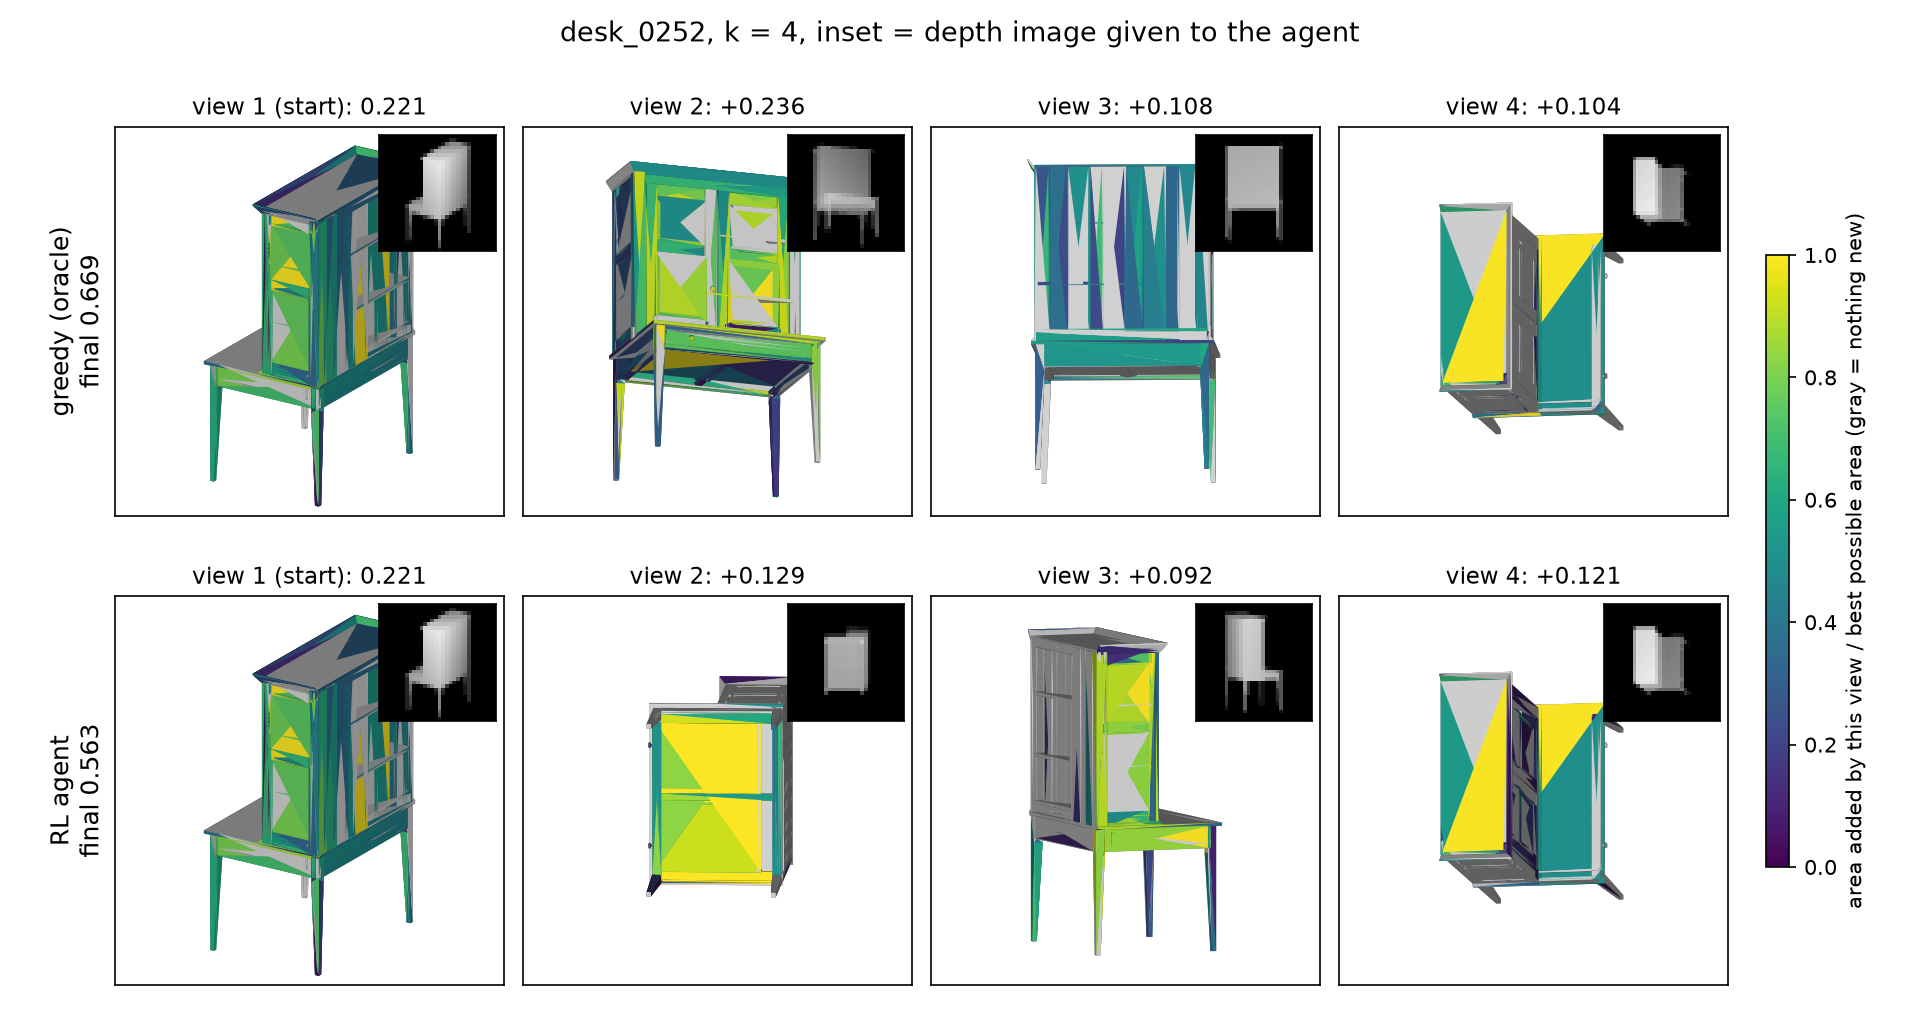 desk_0252, k = 4, inset = depth image given to the agent
greedy (oracle)
final 0.669
view 1 (start): 0.221
view 2: +0.236
view 3: +0.108
view 4: +0.104
RL agent
final 0.563
view 1 (start): 0.221
view 2: +0.129
view 3: +0.092
view 4: +0.121
1.0
0.8
0.6
0.4
0.2
0.0
area added by this view / best possible area (gray = nothing new)